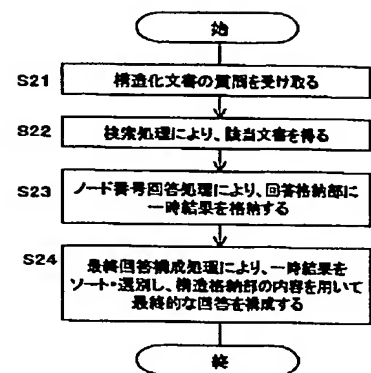 始
S21 構造化文書の質問を受け取る
S22 検索処理により、該当文書を得る
S23 ノード番号回答処理により、回答格納部に
一時結果を格納する
S24 最終回答構成処理により、一時結果を
ソート・選別し、構造格納部の内容を用いて
最終的な回答を構成する
終